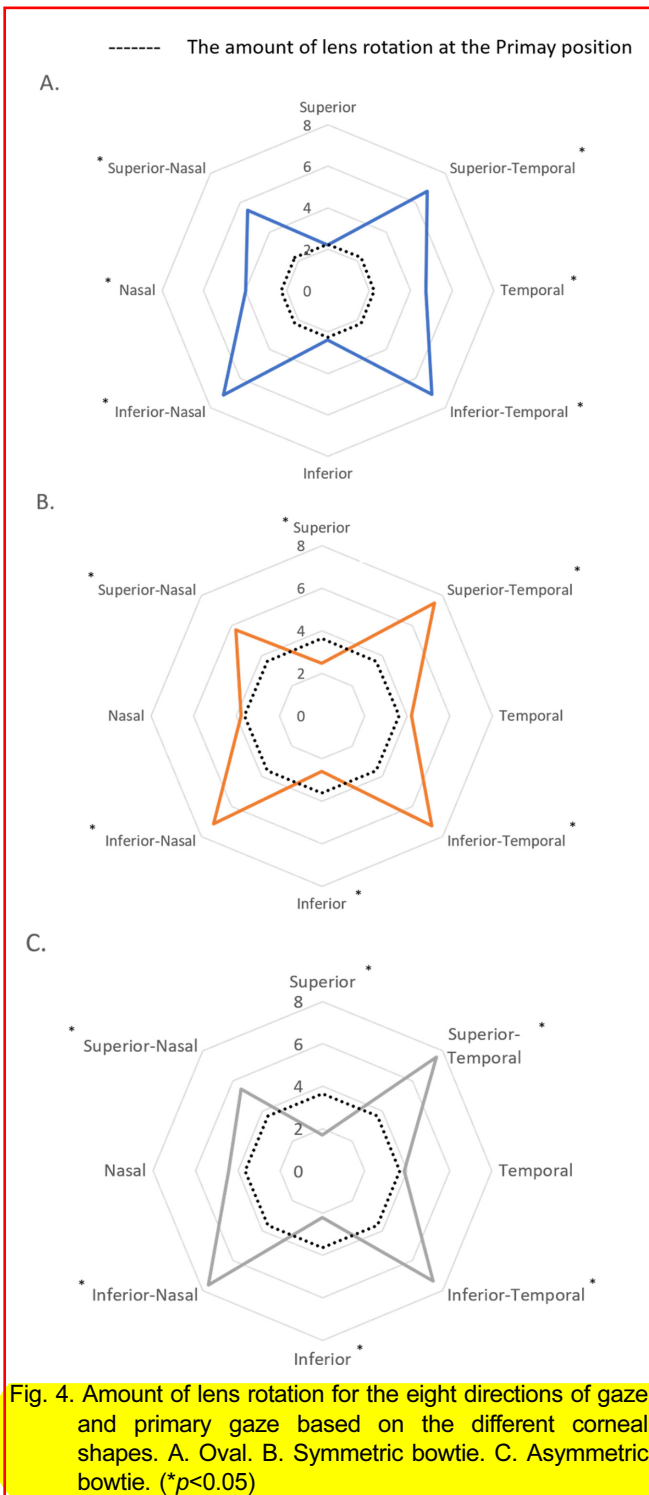 ------- The amount of lens rotation at the Primay position
A.
Superior
8
* Superior-Nasal
Superior-Temporal *
6
4
2
* Nasal
0
Temporal *
* Inferior-Nasal
Inferior-Temporal *
Inferior
B.
* Superior
8
* Superior-Nasal
Superior-Temporal *
6
4
2
Nasal
0
Temporal
* Inferior-Nasal
Inferior-Temporal *
Inferior *
C.
Superior *
8
* Superior-Nasal
Superior- *
Temporal
6
4
2
Nasal
0
Temporal
* Inferior-Nasal
Inferior-Temporal *
Inferior *
Fig. 4. Amount of lens rotation for the eight directions of gaze
and primary gaze based on the different corneal
shapes. A. Oval. B. Symmetric bowtie. C. Asymmetric
bowtie. (*p<0.05)